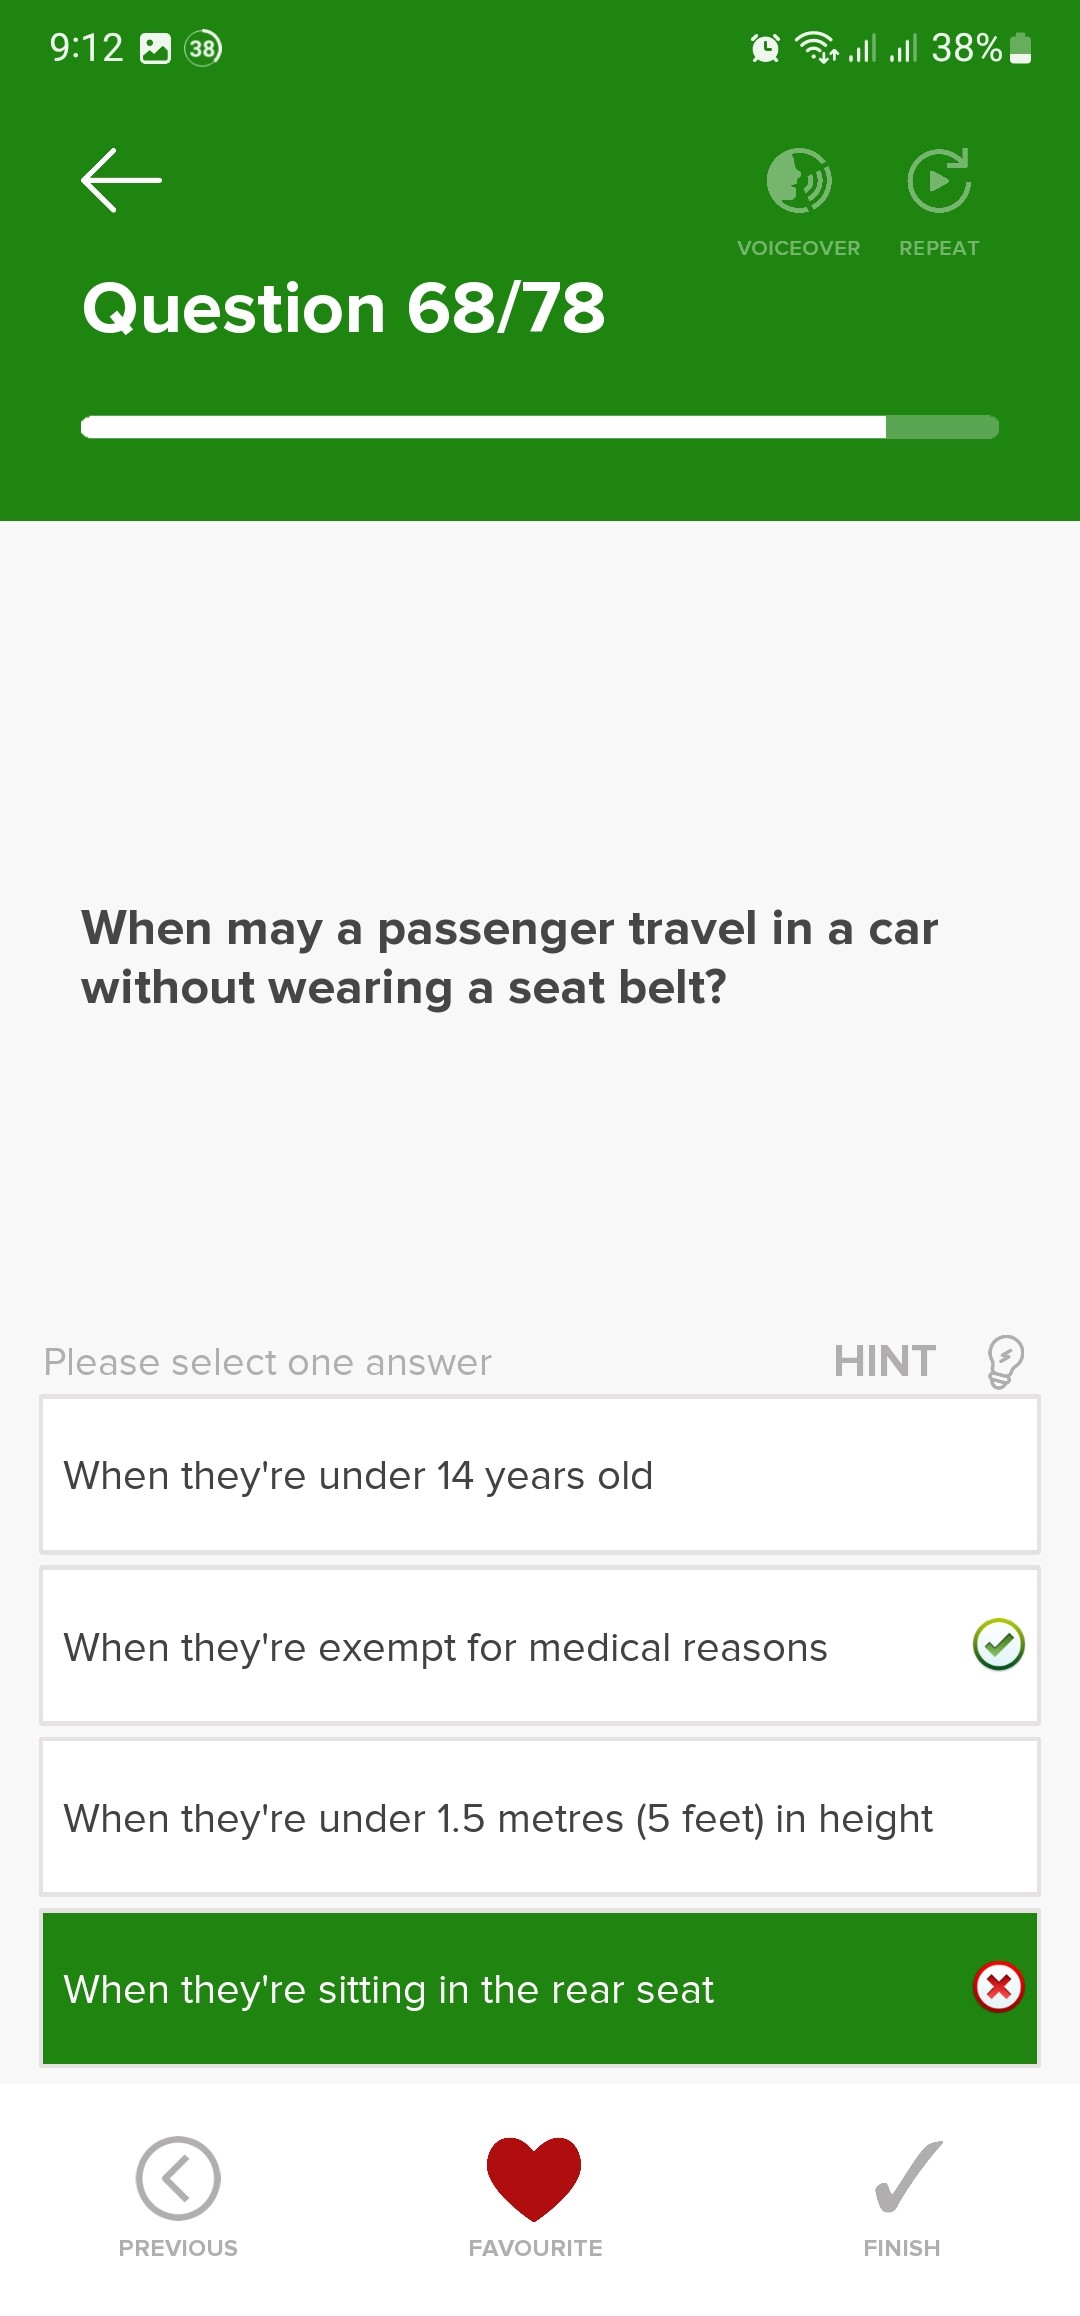 9:12 38 38%
VOICEOVER REPEAT
Question 68/78
When may a passenger travel in a car
without wearing a seat belt?
Please select one answer HINT
When they're under 14 years old
When they're exempt for medical reasons
When they're under 1.5 metres (5 feet) in height
When they're sitting in the rear seat
PREVIOUS FAVOURITE FINISH